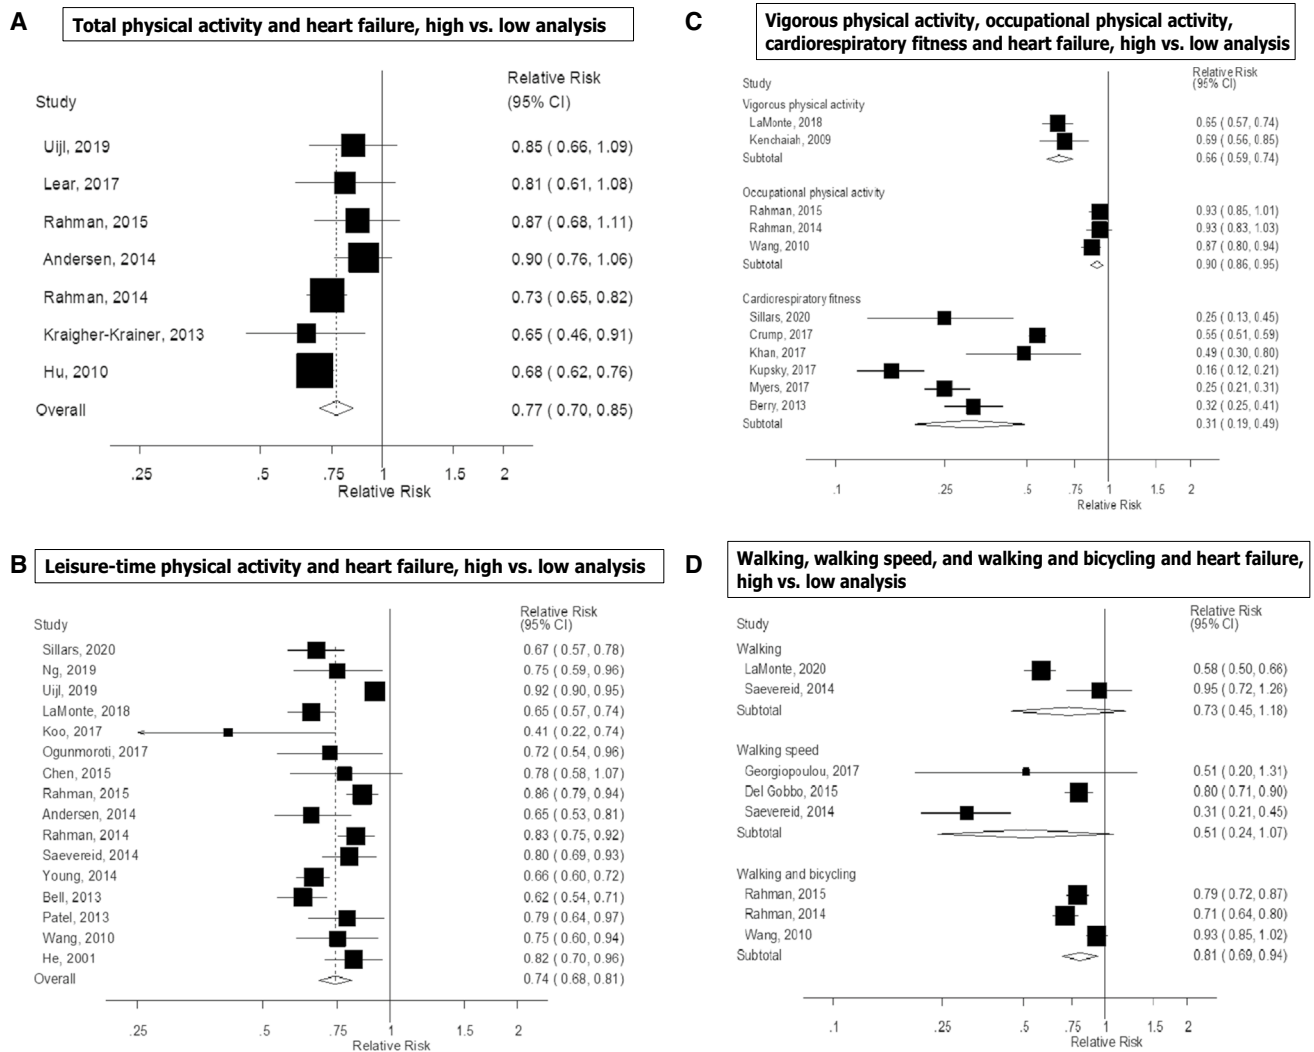 A
Total physical activity and heart failure, high vs. low analysis
Relative Risk
Study (95% CI)
Uijl, 2019 0.85 ( 0.66, 1.09)
Lear, 2017 0.81 ( 0.61, 1.08)
Rahman, 2015 0.87 ( 0.68, 1.11)
Andersen, 2014 0.90 ( 0.76, 1.06)
Rahman, 2014 0.73 ( 0.65, 0.82)
Kraigher-Krainer, 2013 0.65 ( 0.46, 0.91)
Hu, 2010 0.68 ( 0.62, 0.76)
Overall 0.77 ( 0.70, 0.85)
.25 .5 .75 1 1.5 2
Relative Risk
B
Leisure-time physical activity and heart failure, high vs. low analysis
Relative Risk
Study (95% CI)
Sillars, 2020 0.67 ( 0.57, 0.78)
Ng, 2019 0.75 ( 0.59, 0.96)
Uijl, 2019 0.92 ( 0.90, 0.95)
LaMonte, 2018 0.65 ( 0.57, 0.74)
Koo, 2017 0.41 ( 0.22, 0.74)
Ogunmoroti, 2017 0.72 ( 0.54, 0.96)
Chen, 2015 0.78 ( 0.58, 1.07)
Rahman, 2015 0.86 ( 0.79, 0.94)
Andersen, 2014 0.65 ( 0.53, 0.81)
Rahman, 2014 0.83 ( 0.75, 0.92)
Saevereid, 2014 0.80 ( 0.69, 0.93)
Young, 2014 0.66 ( 0.60, 0.72)
Bell, 2013 0.62 ( 0.54, 0.71)
Patel, 2013 0.79 ( 0.64, 0.97)
Wang, 2010 0.75 ( 0.60, 0.94)
He, 2001 0.82 ( 0.70, 0.96)
Overall 0.74 ( 0.68, 0.81)
.25 .5 .75 1 1.5 2
Relative Risk
C
Vigorous physical activity, occupational physical activity,
cardiorespiratory fitness and heart failure, high vs. low analysis
Relative Risk
Study (95% CI)
Vigorous physical activity
LaMonte, 2018 0.65 ( 0.57, 0.74)
Kenchaiah, 2009 0.69 ( 0.56, 0.85)
Subtotal 0.66 ( 0.59, 0.74)
Occupational physical activity
Rahman, 2015 0.93 ( 0.85, 1.01)
Rahman, 2014 0.93 ( 0.83, 1.03)
Wang, 2010 0.87 ( 0.80, 0.94)
Subtotal 0.90 ( 0.86, 0.95)
Cardiorespiratory fitness
Sillars, 2020 0.25 ( 0.13, 0.45)
Crump, 2017 0.55 ( 0.51, 0.59)
Khan, 2017 0.49 ( 0.30, 0.80)
Kupsky, 2017 0.16 ( 0.12, 0.21)
Myers, 2017 0.25 ( 0.21, 0.31)
Berry, 2013 0.32 ( 0.25, 0.41)
Subtotal 0.31 ( 0.19, 0.49)
.1 .25 .5 .75 1 1.5 2
Relative Risk
D
Walking, walking speed, and walking and bicycling and heart failure,
high vs. low analysis
Relative Risk
Study (95% CI)
Walking
LaMonte, 2020 0.58 ( 0.50, 0.66)
Saevereid, 2014 0.95 ( 0.72, 1.26)
Subtotal 0.73 ( 0.45, 1.18)
Walking speed
Georgiopoulou, 2017 0.51 ( 0.20, 1.31)
Del Gobbo, 2015 0.80 ( 0.71, 0.90)
Saevereid, 2014 0.31 ( 0.21, 0.45)
Subtotal 0.51 ( 0.24, 1.07)
Walking and bicycling
Rahman, 2015 0.79 ( 0.72, 0.87)
Rahman, 2014 0.71 ( 0.64, 0.80)
Wang, 2010 0.93 ( 0.85, 1.02)
Subtotal 0.81 ( 0.69, 0.94)
.1 .25 .5 .75 1 1.5 2
Relative Risk